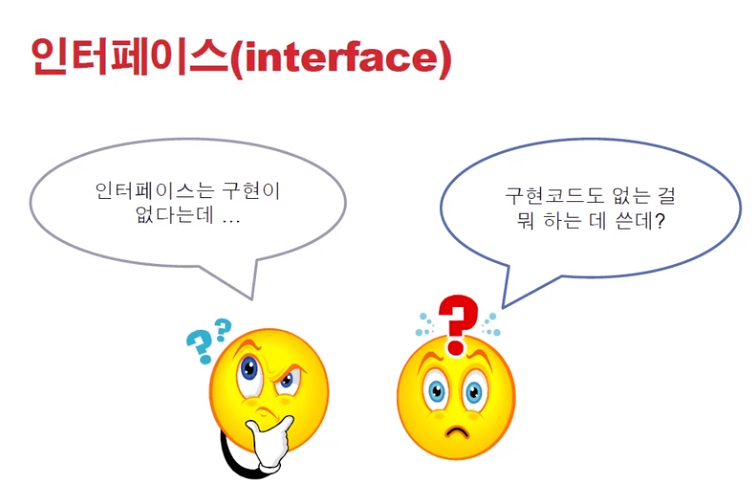 인터페이스(interface)
인터페이스는 구현이
없다는데 ...
구현코드도 없는 걸
뭐 하는 데 쓴데?
? ?
?